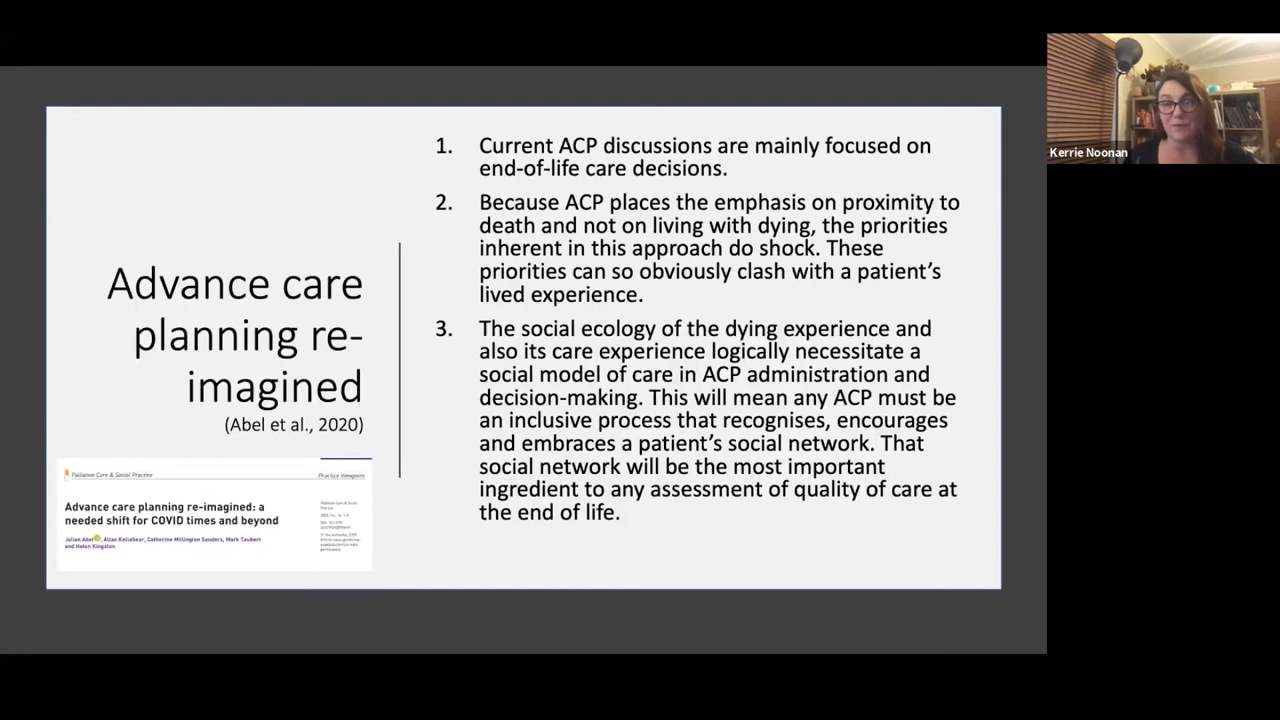 Advance care
planning re-
imagined
(Abel et al., 2020)
Palliative Care & Social Practice
Practice Viewpoint
Advance care planning re-imagined: a
needed shift for COVID times and beyond
Julian Abel, Allan Kellehear, Catherine Millington Sanders, Mark Taubert
and Helen Kingston
1. Current ACP discussions are mainly focused on
end-of-life care decisions.
2. Because ACP places the emphasis on proximity to
death and not on living with dying, the priorities
inherent in this approach do shock. These
priorities can so obviously clash with a patient's
lived experience.
3. The social ecology of the dying experience and
also its care experience logically necessitate a
social model of care in ACP administration and
decision-making. This will mean any ACP must be
an inclusive process that recognises, encourages
and embraces a patient's social network. That
social network will be the most important
ingredient to any assessment of quality of care at
the end of life.
Kerrie Noonan